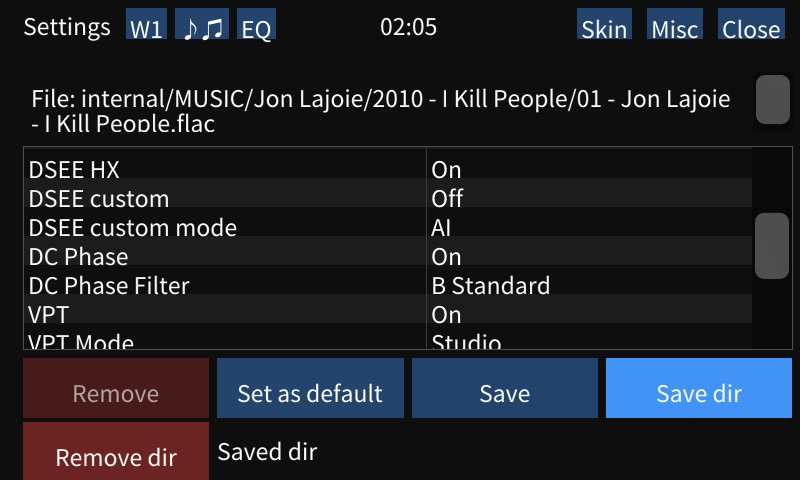 Settings W1 ♪♫ EQ 02:05 Skin Misc Close
File: internal/MUSIC/Jon Lajoie/2010 - I Kill People/01 - Jon Lajoie
- I Kill People.flac
DSEE HX On
DSEE custom Off
DSEE custom mode AI
DC Phase On
DC Phase Filter B Standard
VPT On
VPT Mode Studio
Remove Set as default Save Save dir
Remove dir Saved dir